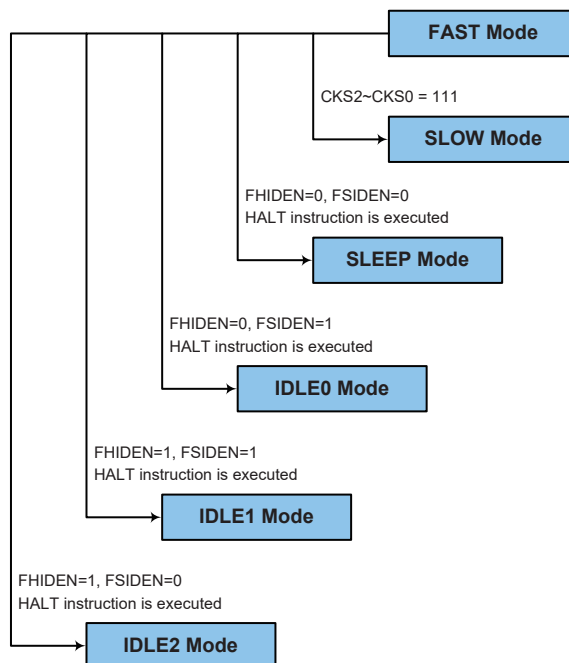 FAST Mode
CKS2~CKS0 = 111
SLOW Mode
FHIDEN=0, FSIDEN=0
HALT instruction is executed
SLEEP Mode
FHIDEN=0, FSIDEN=1
HALT instruction is executed
IDLE0 Mode
FHIDEN=1, FSIDEN=1
HALT instruction is executed
IDLE1 Mode
FHIDEN=1, FSIDEN=0
HALT instruction is executed
IDLE2 Mode